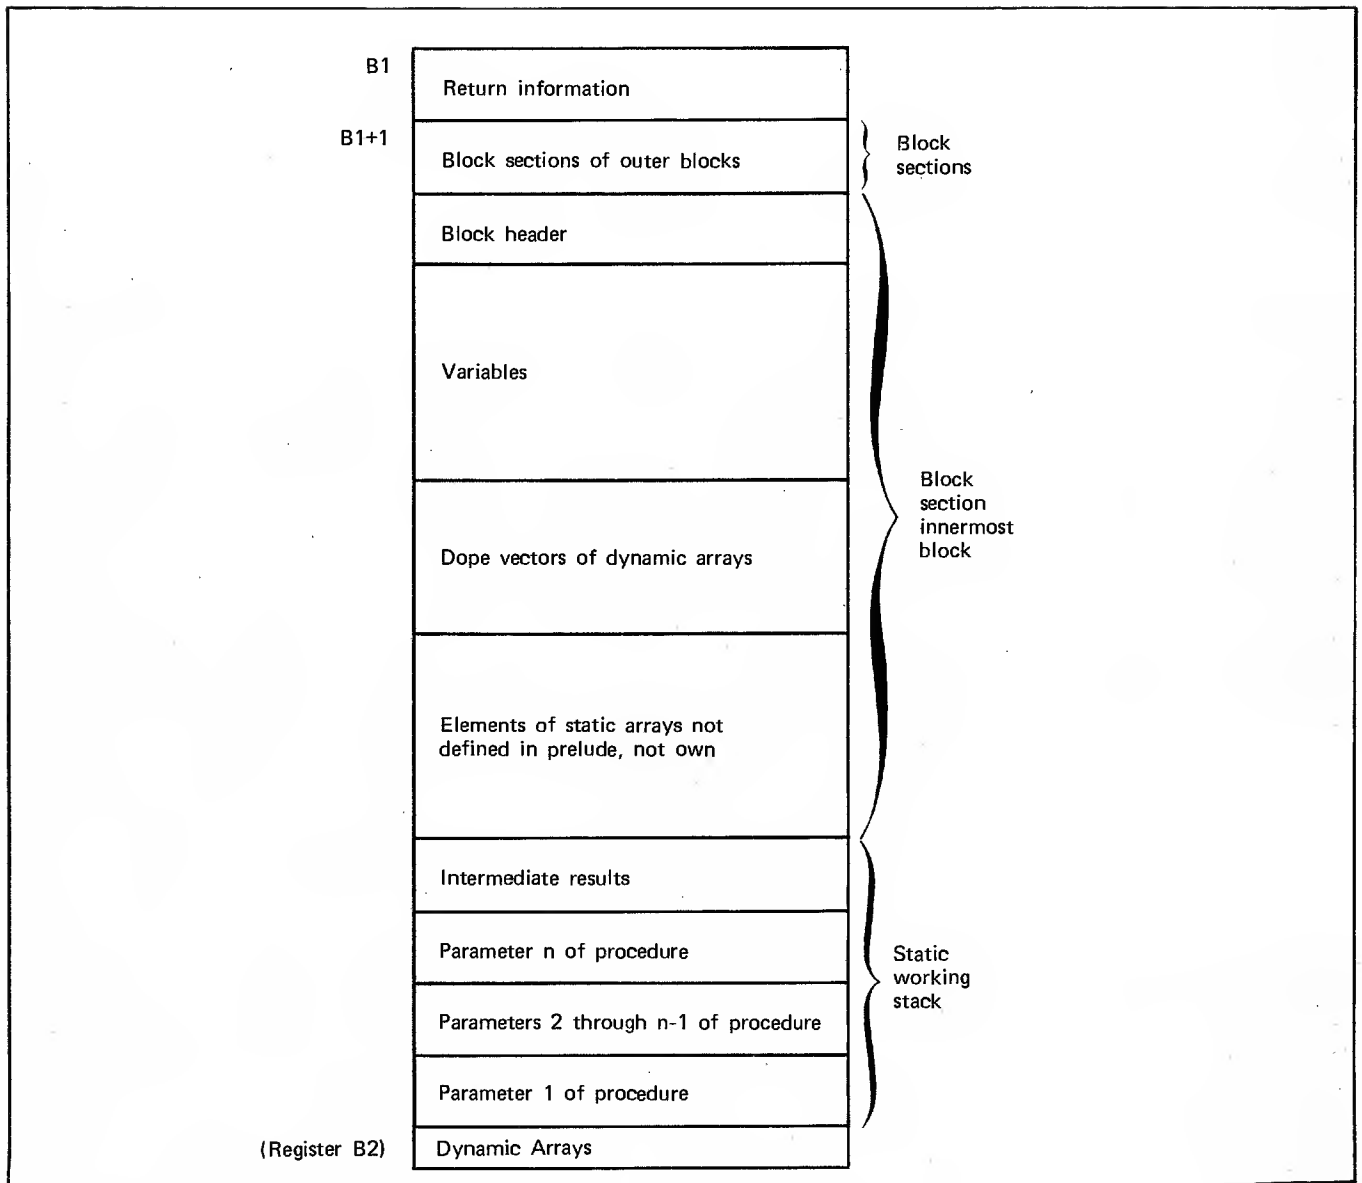 B1
Return information
B1+1
Block sections of outer blocks
Block
sections
Block header
Variables
Block
section
innermost
block
Dope vectors of dynamic arrays
Elements of static arrays not
defined in prelude, not own
Intermediate results
Parameter n of procedure
Static
working
stack
Parameters 2 through n-1 of procedure
Parameter 1 of procedure
(Register B2)
Dynamic Arrays